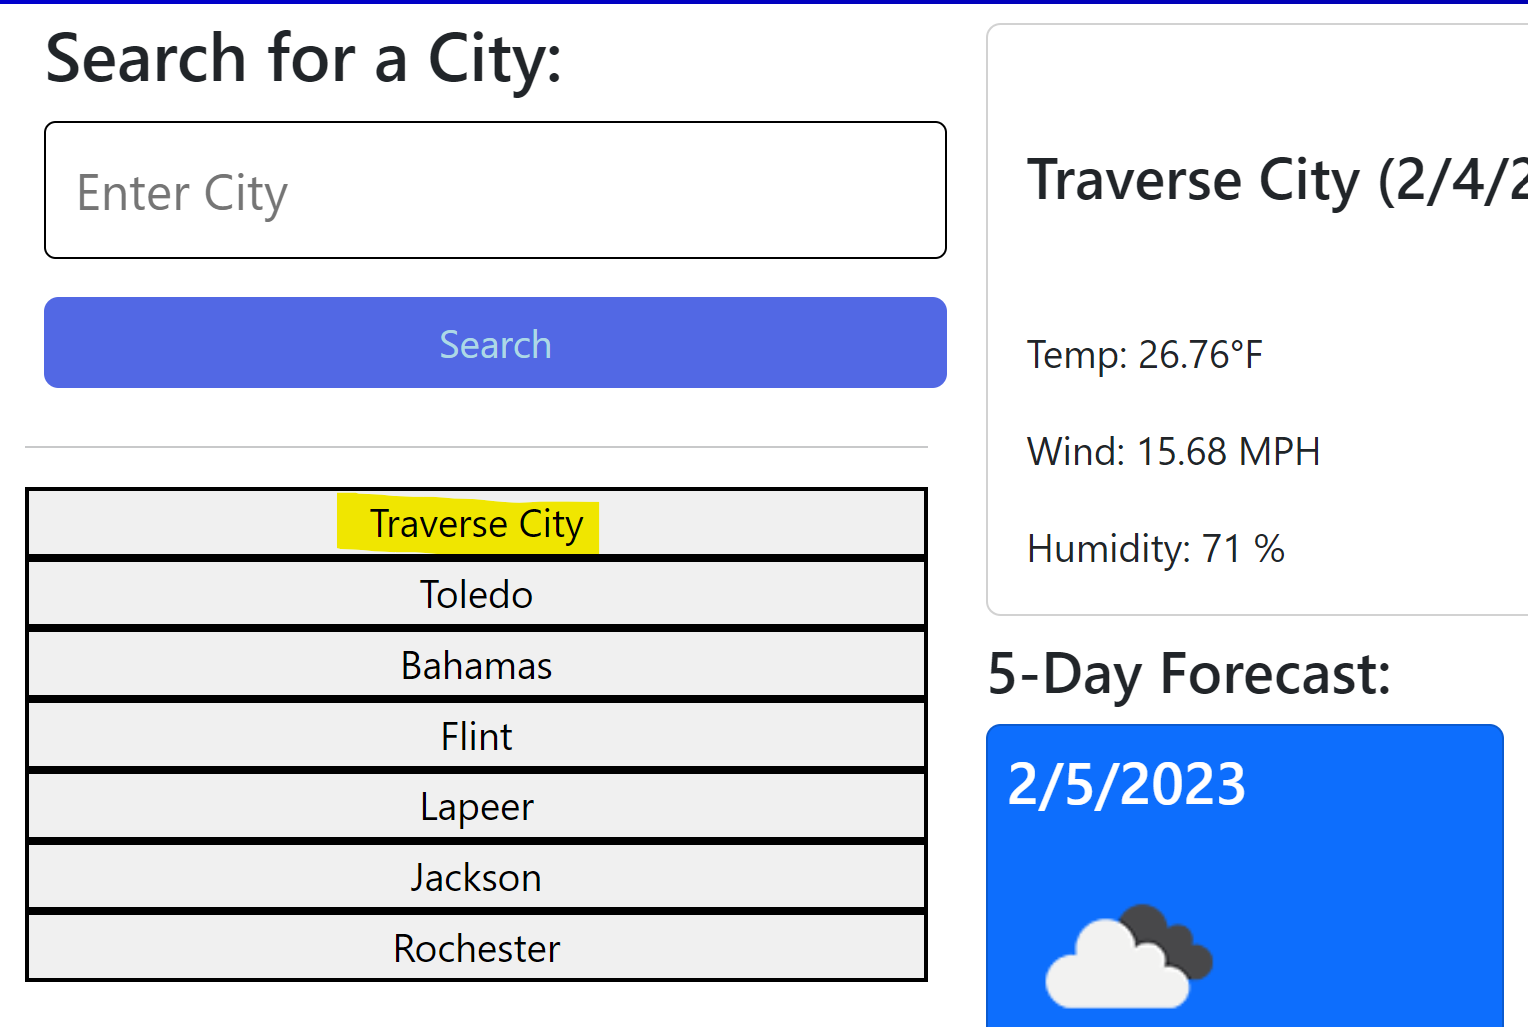 Search for a City:
Enter City
Search
Traverse City
Toledo
Bahamas
Flint
Lapeer
Jackson
Rochester
Traverse City (2/4/2
Temp: 26.76°F
Wind: 15.68 MPH
Humidity: 71 %
5-Day Forecast:
2/5/2023